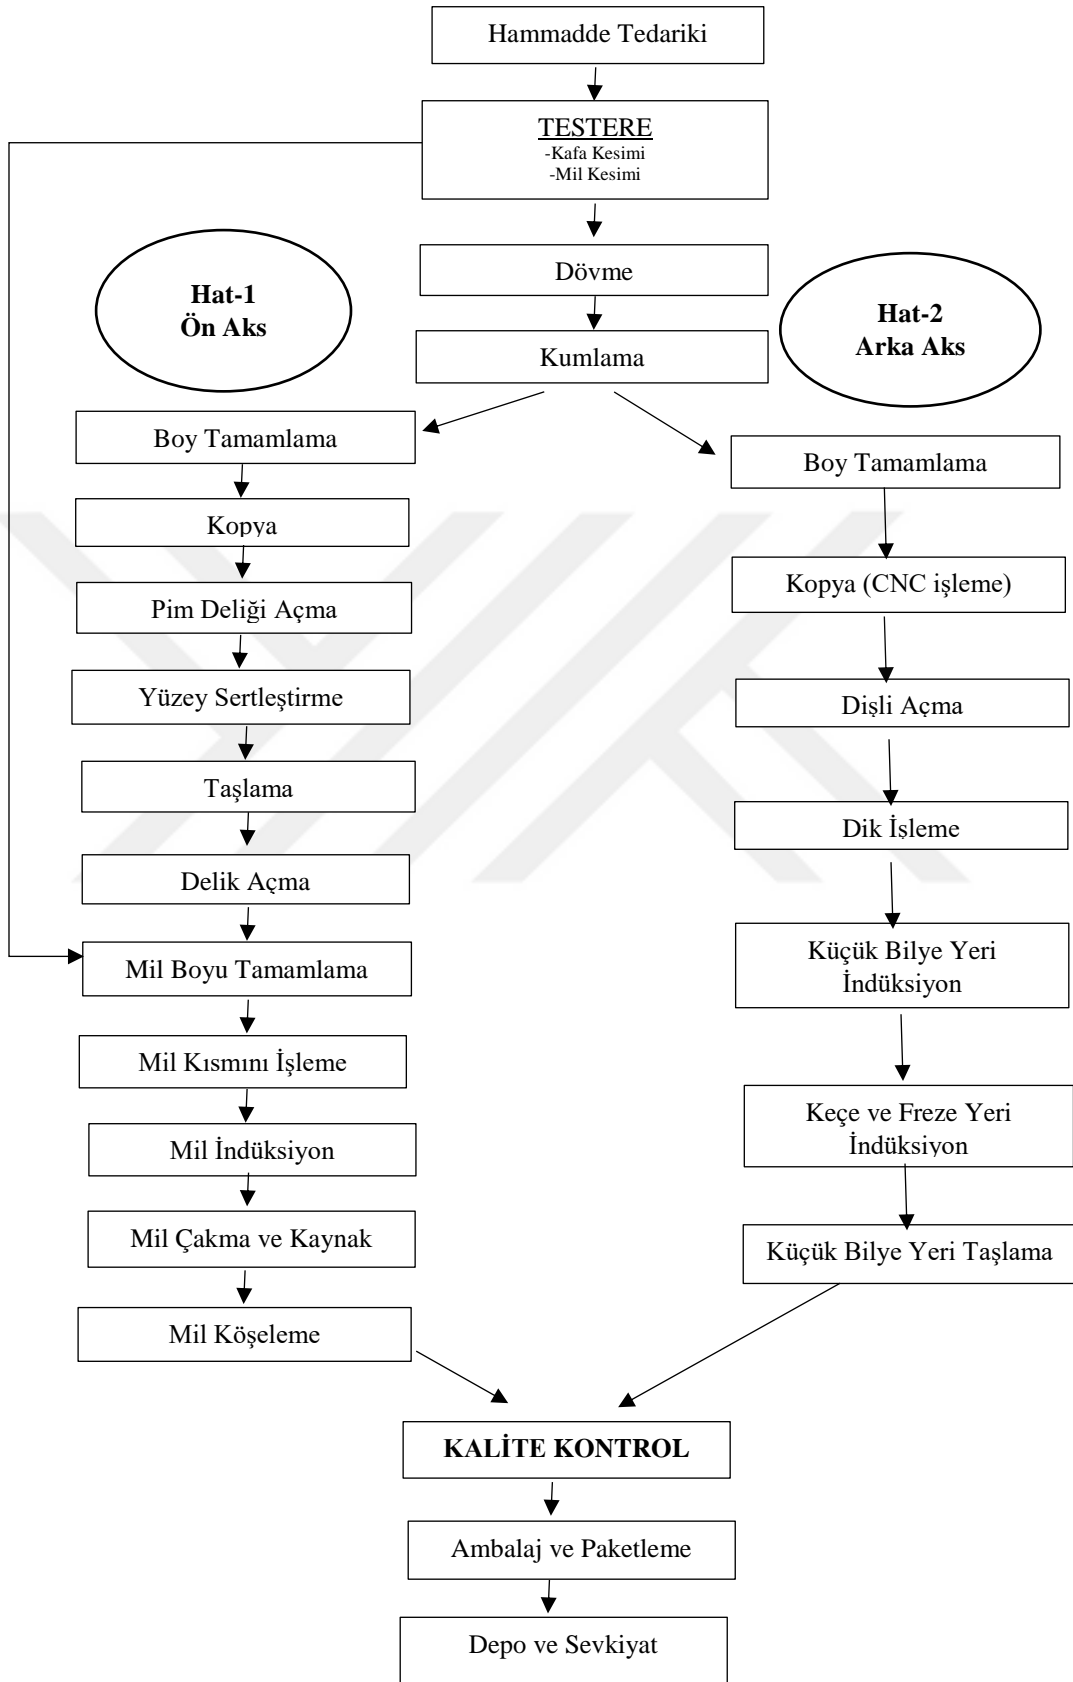 Hammadde Tedariki
TESTERE
-Kafa Kesimi
-Mil Kesimi
Dövme
Kumlama
Hat-1
Ön Aks
Boy Tamamlama
Kopya
Pim Deliği Açma
Yüzey Sertleştirme
Taşlama
Delik Açma
Mil Boyu Tamamlama
Mil Kısmını İşleme
Mil İndüksiyon
Mil Çakma ve Kaynak
Mil Köşeleme
Hat-2
Arka Aks
Boy Tamamlama
Kopya (CNC işleme)
Dişli Açma
Dik İşleme
Küçük Bilye Yeri
İndüksiyon
Keçe ve Freze Yeri
İndüksiyon
Küçük Bilye Yeri Taşlama
KALİTE KONTROL
Ambalaj ve Paketleme
Depo ve Sevkiyat